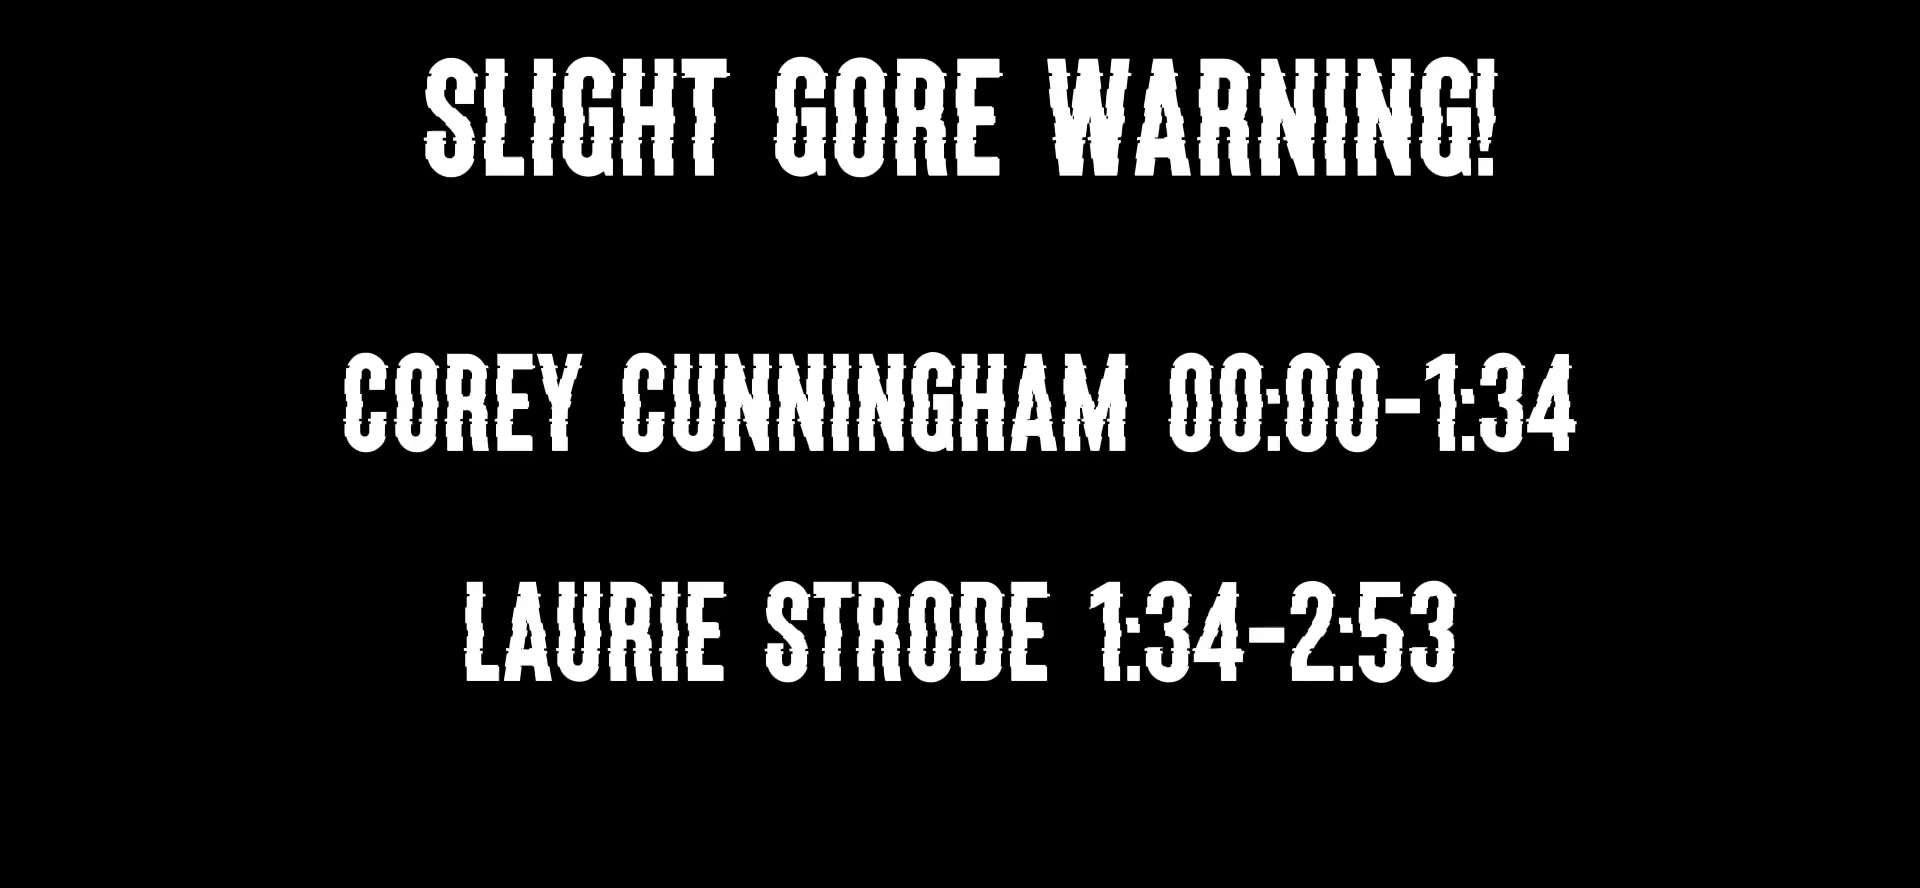 SLIGHT GORE WARNING!
COREY CUNNINGHAM 00:00-1:34
LAURIE STRODE 1:34-2:53